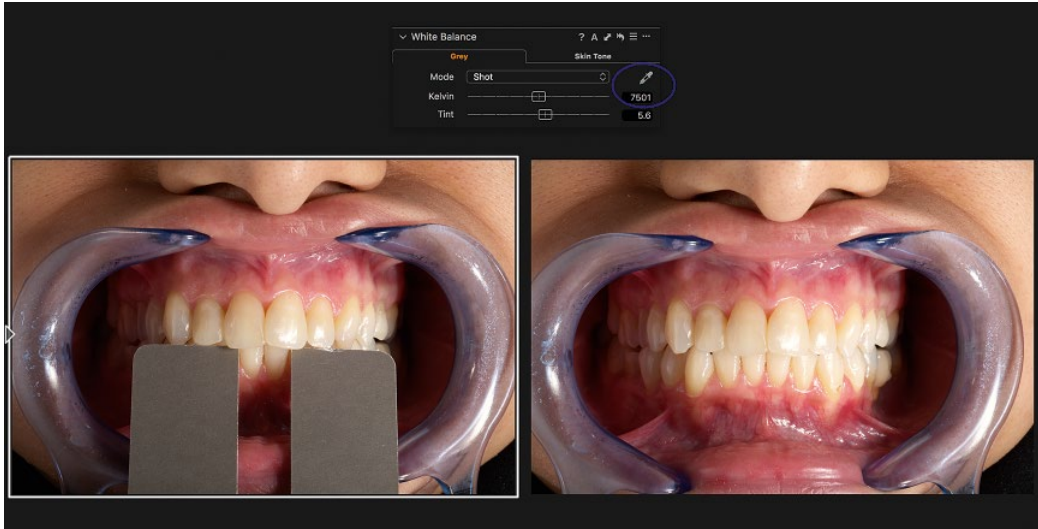 White Balance ? A
Grey Skin Tone
Mode Shot
Kelvin 7501
Tint 5.6